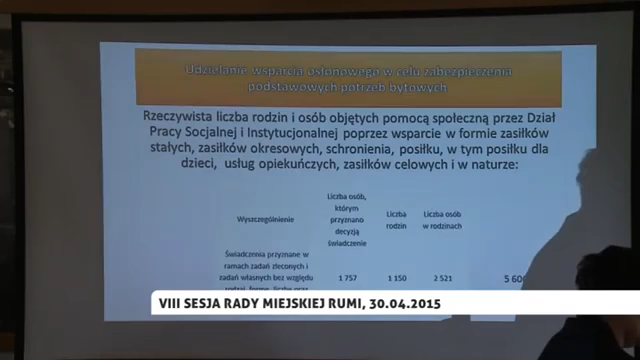 Udzielanie wsparcia osłonowego w celu zabezpieczenia
podstawowych potrzeb bytowych
Rzeczywista liczba rodzin i osób objętych pomocą społeczną przez Dział
Pracy Socjalnej i Instytucjonalnej poprzez wsparcie w formie zasiłków
stałych, zasiłków okresowych, schronienia, posiłku, w tym posiłku dla
dzieci, usług opiekuńczych, zasiłków celowych i w naturze:
Wyszczególnienie
Liczba osób,
którym
przyznano
decyzją
świadczenie
Liczba
rodzin
Liczba osób
w rodzinach
Świadczenia przyznane w
ramach zadań zleconych i
zadań własnych bez względu
1 757
1 150
2 521
VIII SESJA RADY MIEJSKIEJ RUMI, 30.04.2015